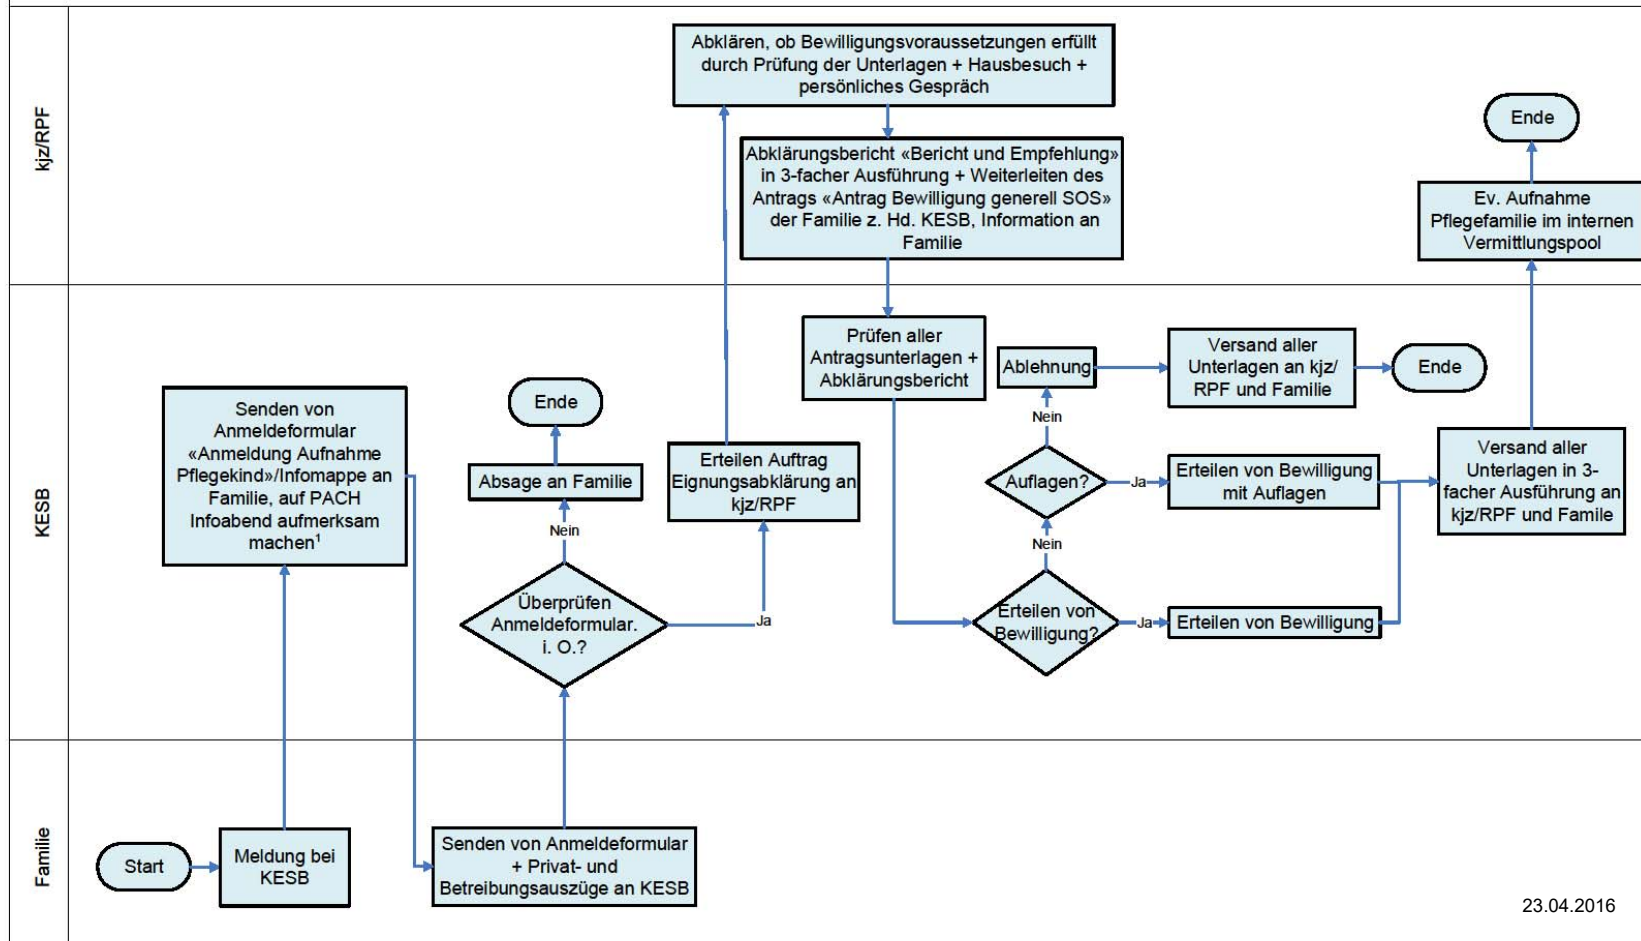 kjz/RPF
Abklären, ob Bewilligungsvoraussetzungen erfüllt
durch Prüfung der Unterlagen + Hausbesuch +
persönliches Gespräch
Abklärungsbericht «Bericht und Empfehlung»
in 3-facher Ausführung + Weiterleiten des
Antrags «Antrag Bewilligung generell SOS»
der Familie z. Hd. KESB, Information an
Familie
Ende
Ev. Aufnahme
Pflegefamilie im internen
Vermittlungspool
KESB
Senden von
Anmeldeformular
«Anmeldung Aufnahme
Pflegekind»/Infomappe an
Familie, auf PACH
Infoabend aufmerksam
machen¹
Ende
Absage an Familie
Nein
Überprüfen
Anmeldeformular.
i. O.?
Ja
Erteilen Auftrag
Eignungsabklärung an
kjz/RPF
Prüfen aller
Antragsunterlagen +
Abklärungsbericht
Ablehnung
Nein
Auflagen?
Ja
Nein
Erteilen von
Bewilligung?
Ja
Versand aller
Unterlagen an kjz/
RPF und Familie
Ende
Erteilen von Bewilligung
mit Auflagen
Erteilen von Bewilligung
Versand aller
Unterlagen in 3-
facher Ausführung an
kjz/RPF und Famile
Familie
Start
Meldung bei
KESB
Senden von Anmeldeformular
+ Privat- und
Betreibungsauszüge an KESB
23.04.2016